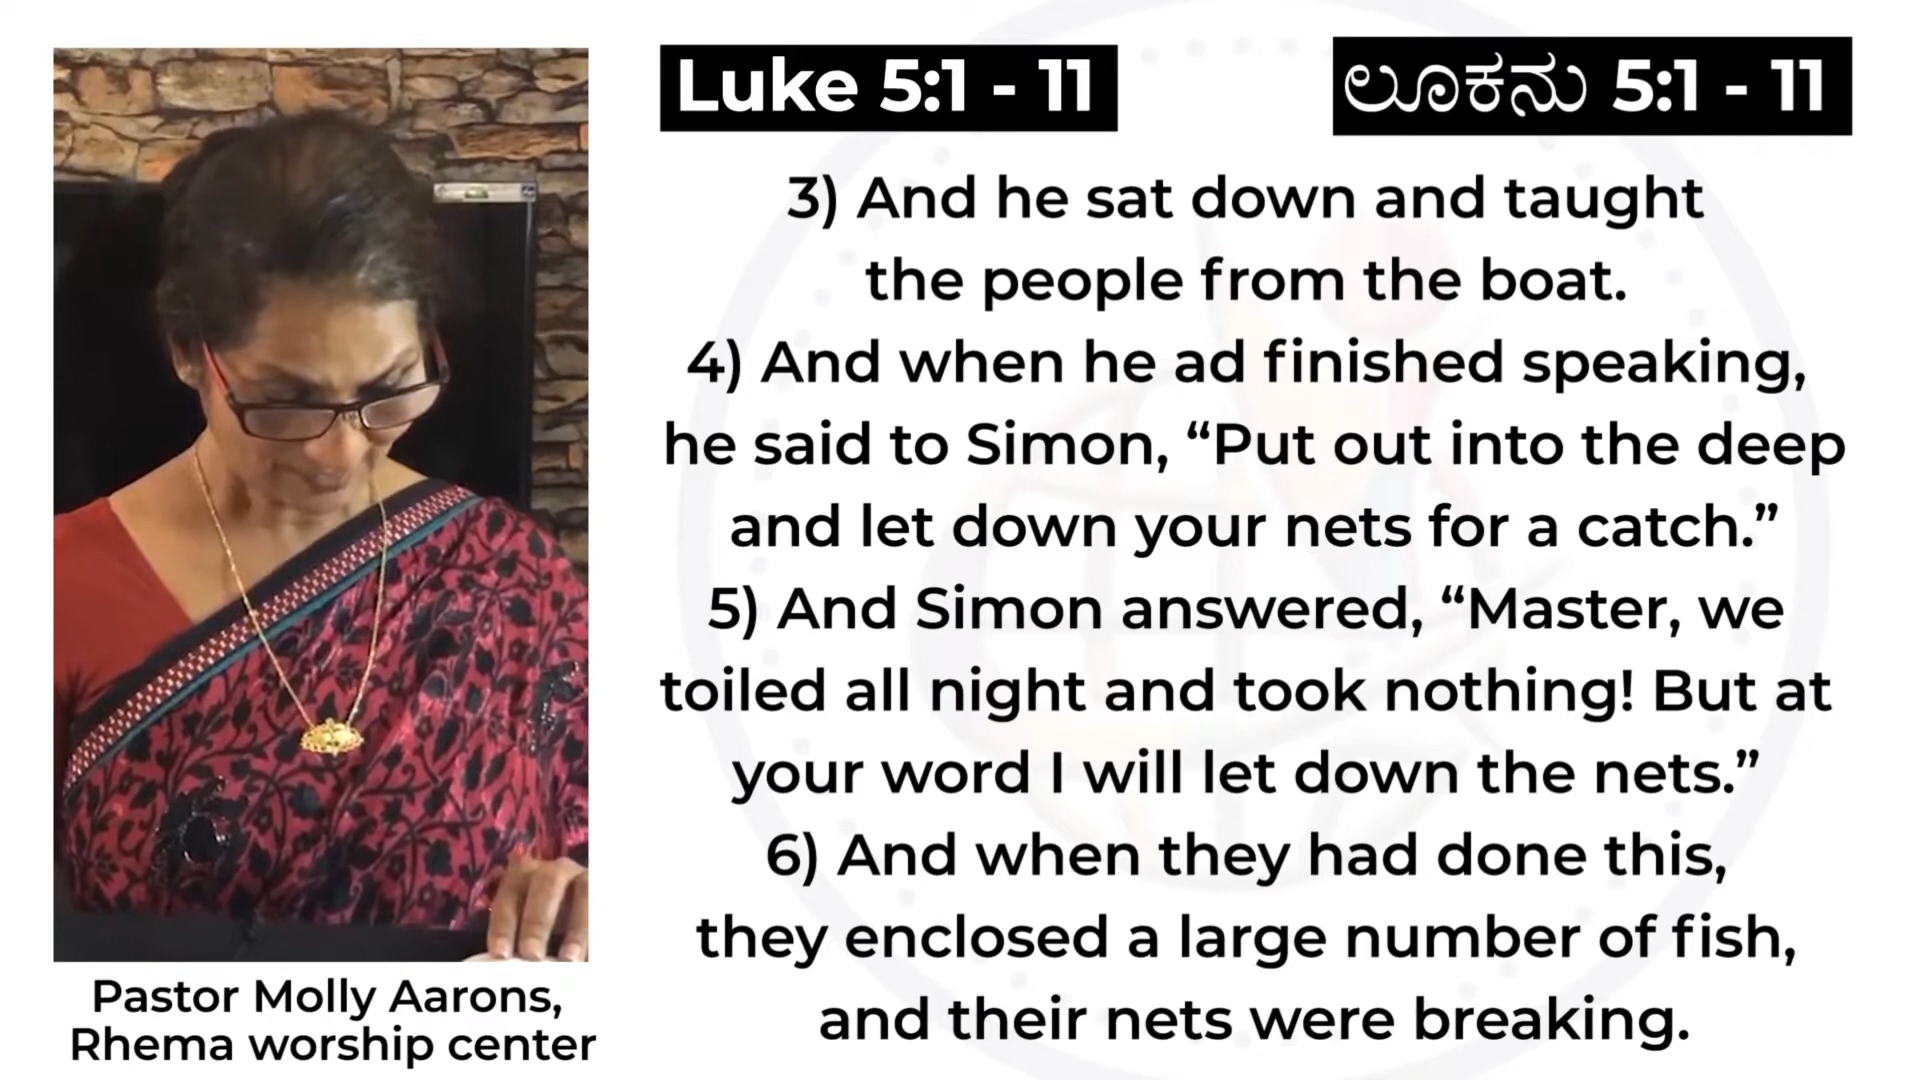 Luke 5:1 - 11
ಲೂಕನು 5:1 - 11
3) And he sat down and taught
the people from the boat.
4) And when he ad finished speaking,
he said to Simon, “Put out into the deep
and let down your nets for a catch.”
5) And Simon answered, “Master, we
toiled all night and took nothing! But at
your word I will let down the nets.”
6) And when they had done this,
they enclosed a large number of fish,
and their nets were breaking.
Pastor Molly Aarons,
Rhema worship center